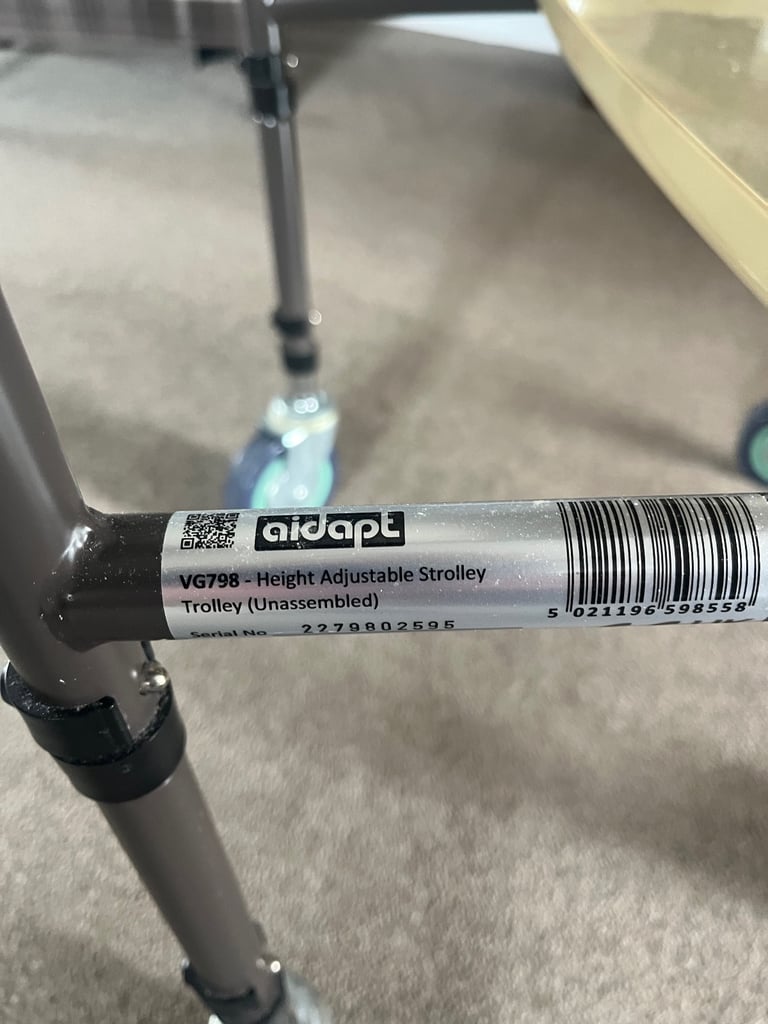 aidapt
VG798 - Height Adjustable Strolley
Trolley (Unassembled)
Serial No 2279802595
5 021196 598558